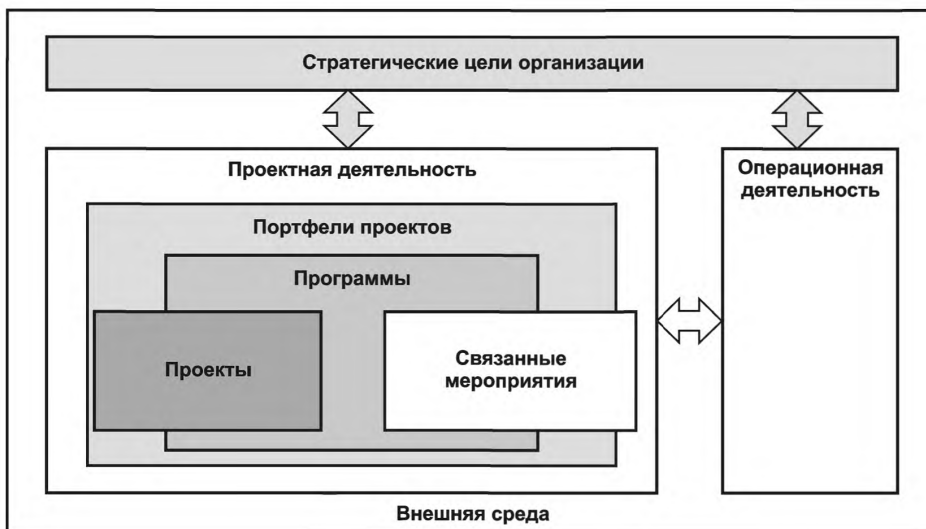 Стратегические цели организации
Проектная деятельность
Операционная
деятельность
Портфели проектов
Программы
Проекты
Связанные
мероприятия
Внешняя среда